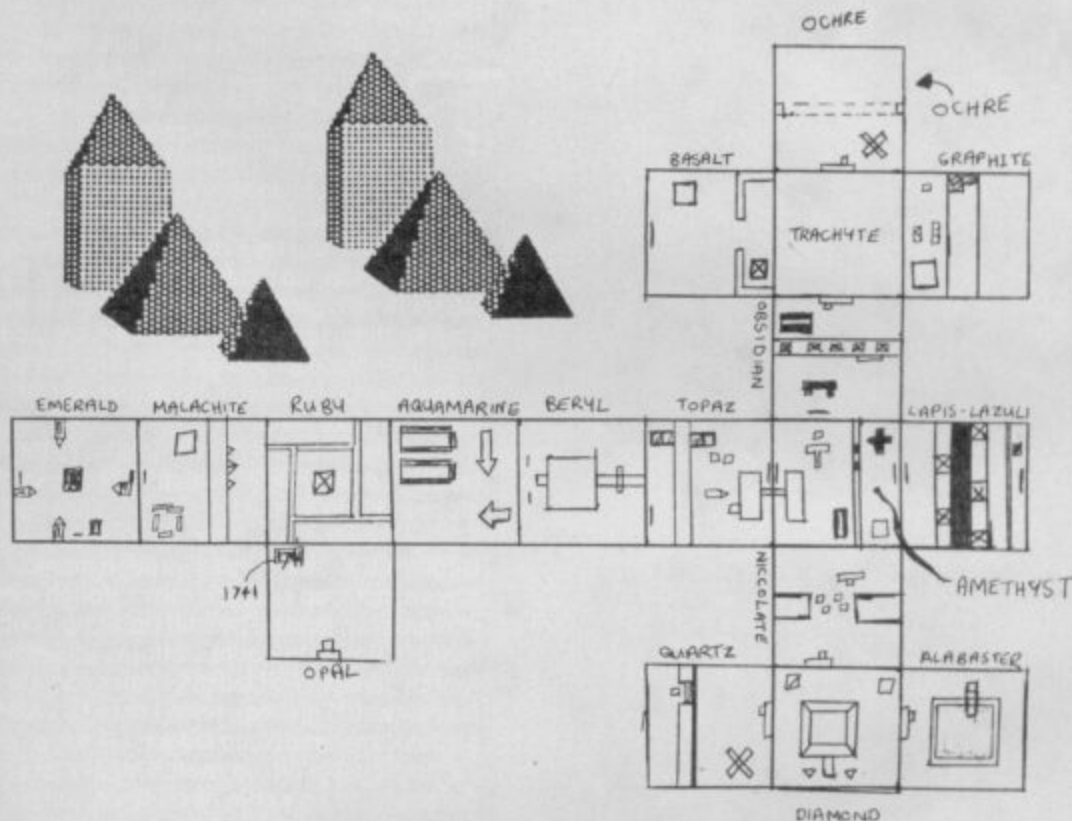 OCHRE
OCHRE
BASALT
GRAPHITE
TRACHYTE
OBSIDIAN
EMERALD
MALACHITE
RUBY
AQUAMARINE
BERYL
TOPAZ
LAPIS-LAZULI
1741
AMETHYST
NICCOLATE
OPAL
QUARTZ
ALABASTER
DIAMOND